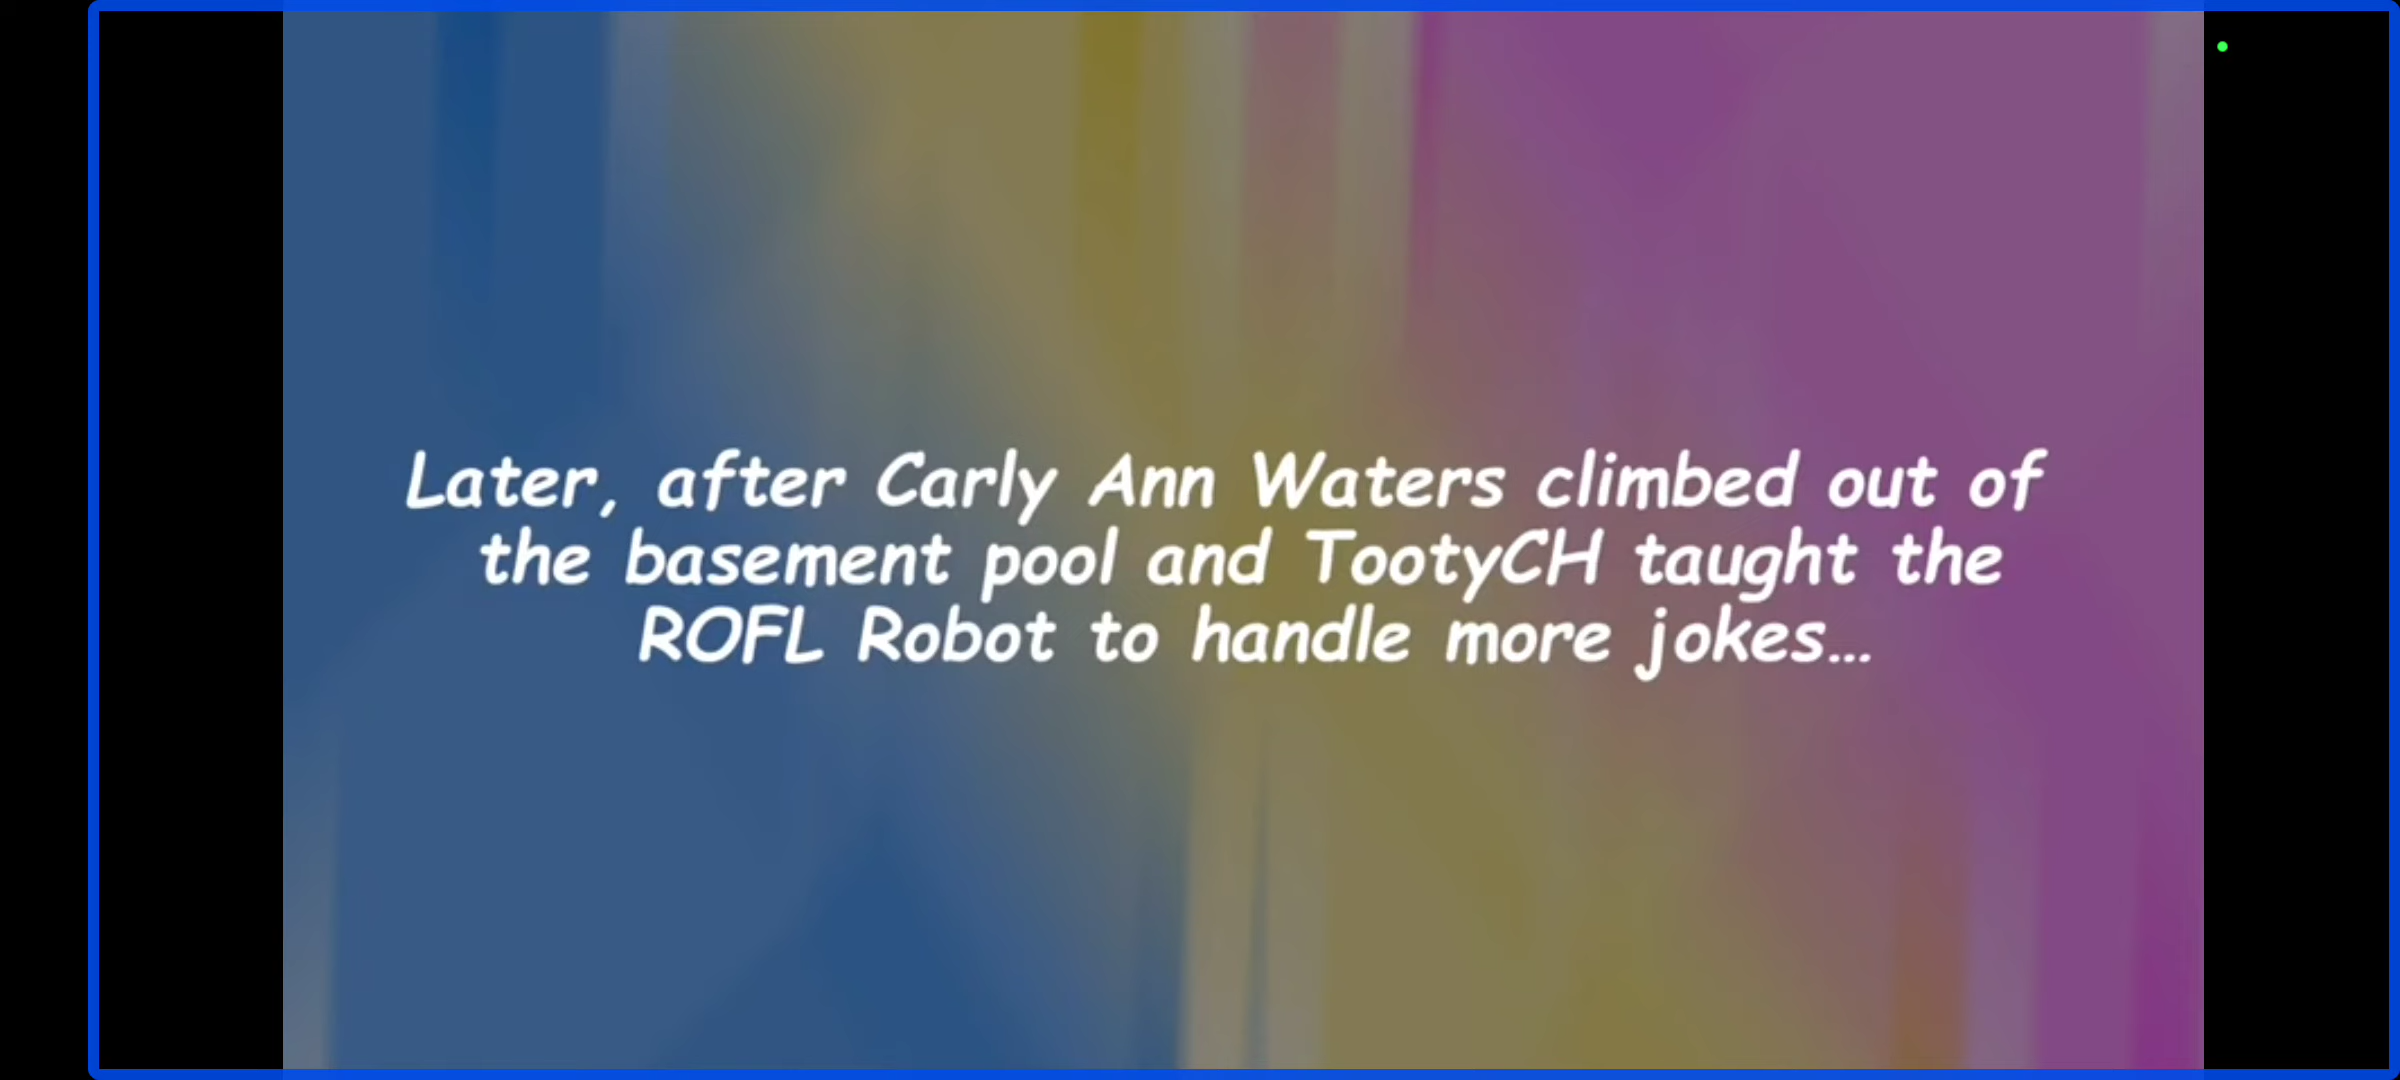 Later, after Carly Ann Waters climbed out of
the basement pool and TootyCH taught the
ROFL Robot to handle more jokes...